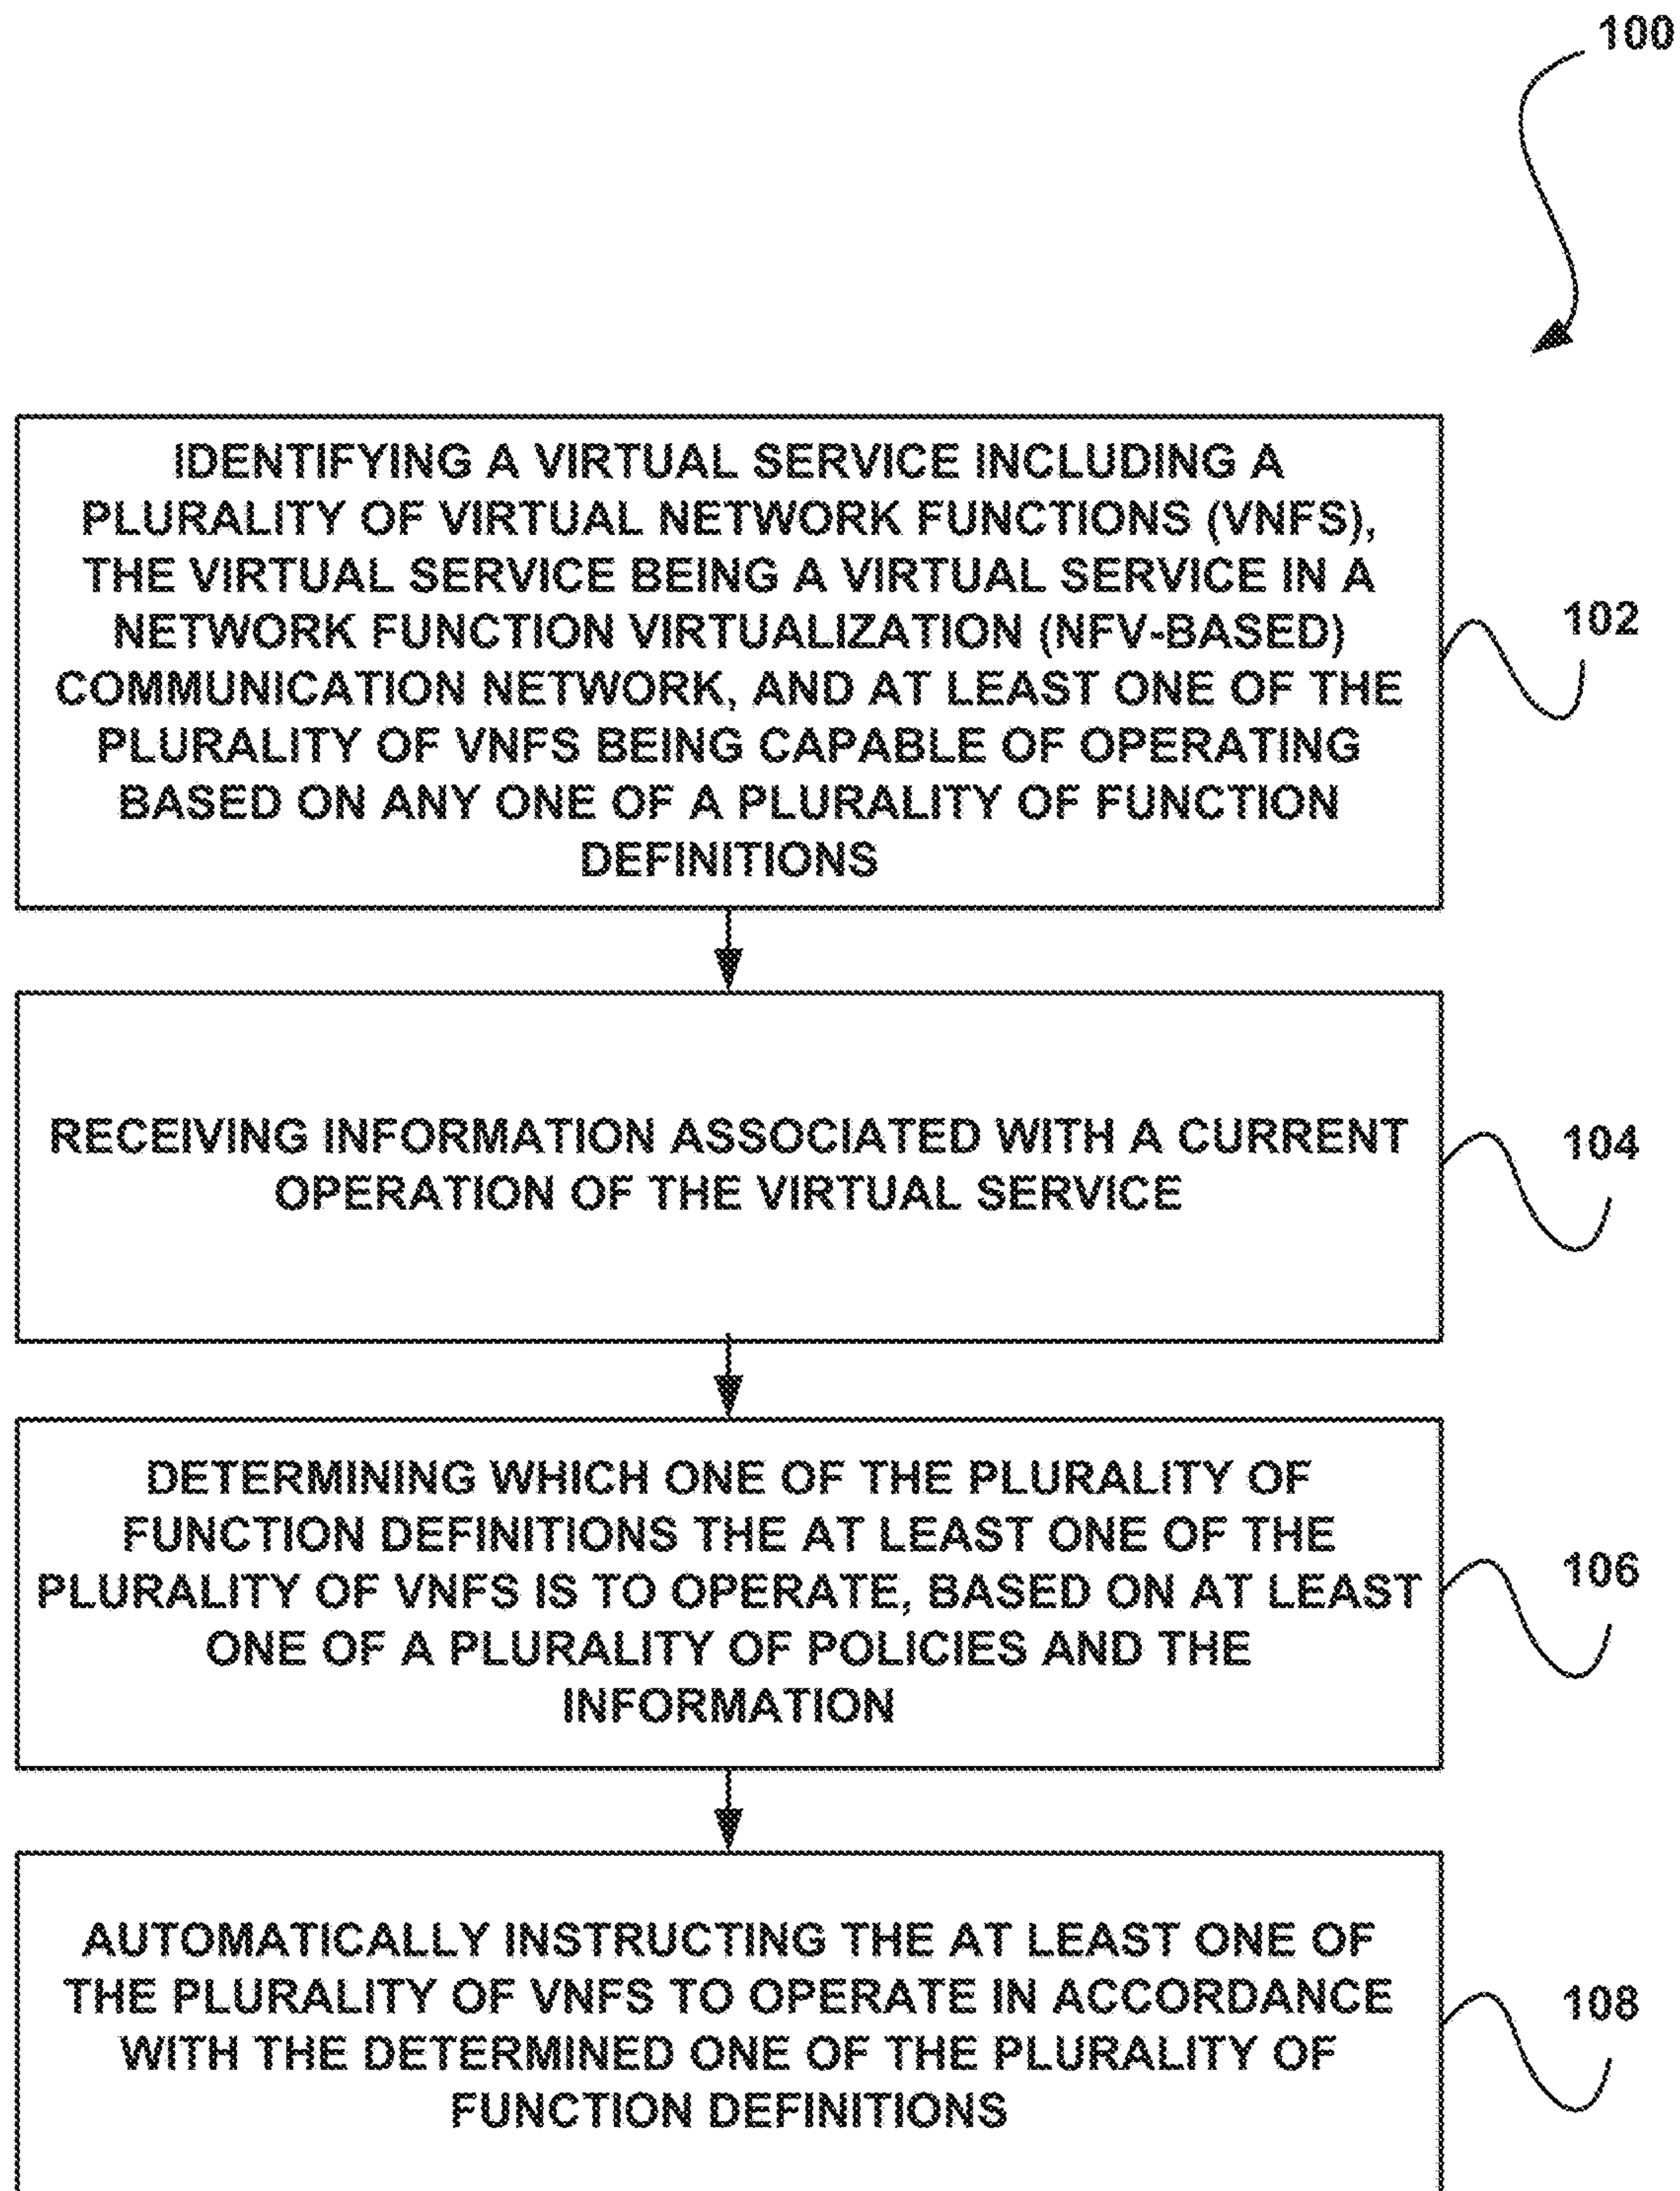 100
IDENTIFYING A VIRTUAL SERVICE INCLUDING A
PLURALITY OF VIRTUAL NETWORK FUNCTIONS (VNFS),
THE VIRTUAL SERVICE BEING A VIRTUAL SERVICE IN A
NETWORK FUNCTION VIRTUALIZATION (NFV-BASED)
COMMUNICATION NETWORK, AND AT LEAST ONE OF THE
PLURALITY OF VNFS BEING CAPABLE OF OPERATING
BASED ON ANY ONE OF A PLURALITY OF FUNCTION
DEFINITIONS
102
RECEIVING INFORMATION ASSOCIATED WITH A CURRENT
OPERATION OF THE VIRTUAL SERVICE
104
DETERMINING WHICH ONE OF THE PLURALITY OF
FUNCTION DEFINITIONS THE AT LEAST ONE OF THE
PLURALITY OF VNFS IS TO OPERATE, BASED ON AT LEAST
ONE OF A PLURALITY OF POLICIES AND THE
INFORMATION
106
AUTOMATICALLY INSTRUCTING THE AT LEAST ONE OF
THE PLURALITY OF VNFS TO OPERATE IN ACCORDANCE
WITH THE DETERMINED ONE OF THE PLURALITY OF
FUNCTION DEFINITIONS
108